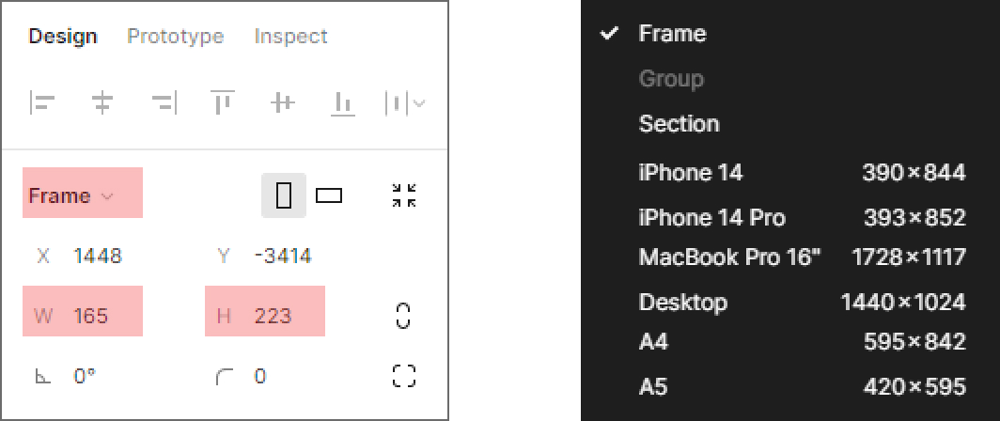 Design Prototype Inspect
Frame
X 1448 Y -3414
W 165 H 223
0° 0
Frame
Group
Section
iPhone 14 390×844
iPhone 14 Pro 393×852
MacBook Pro 16" 1728×1117
Desktop 1440×1024
A4 595×842
A5 420×595